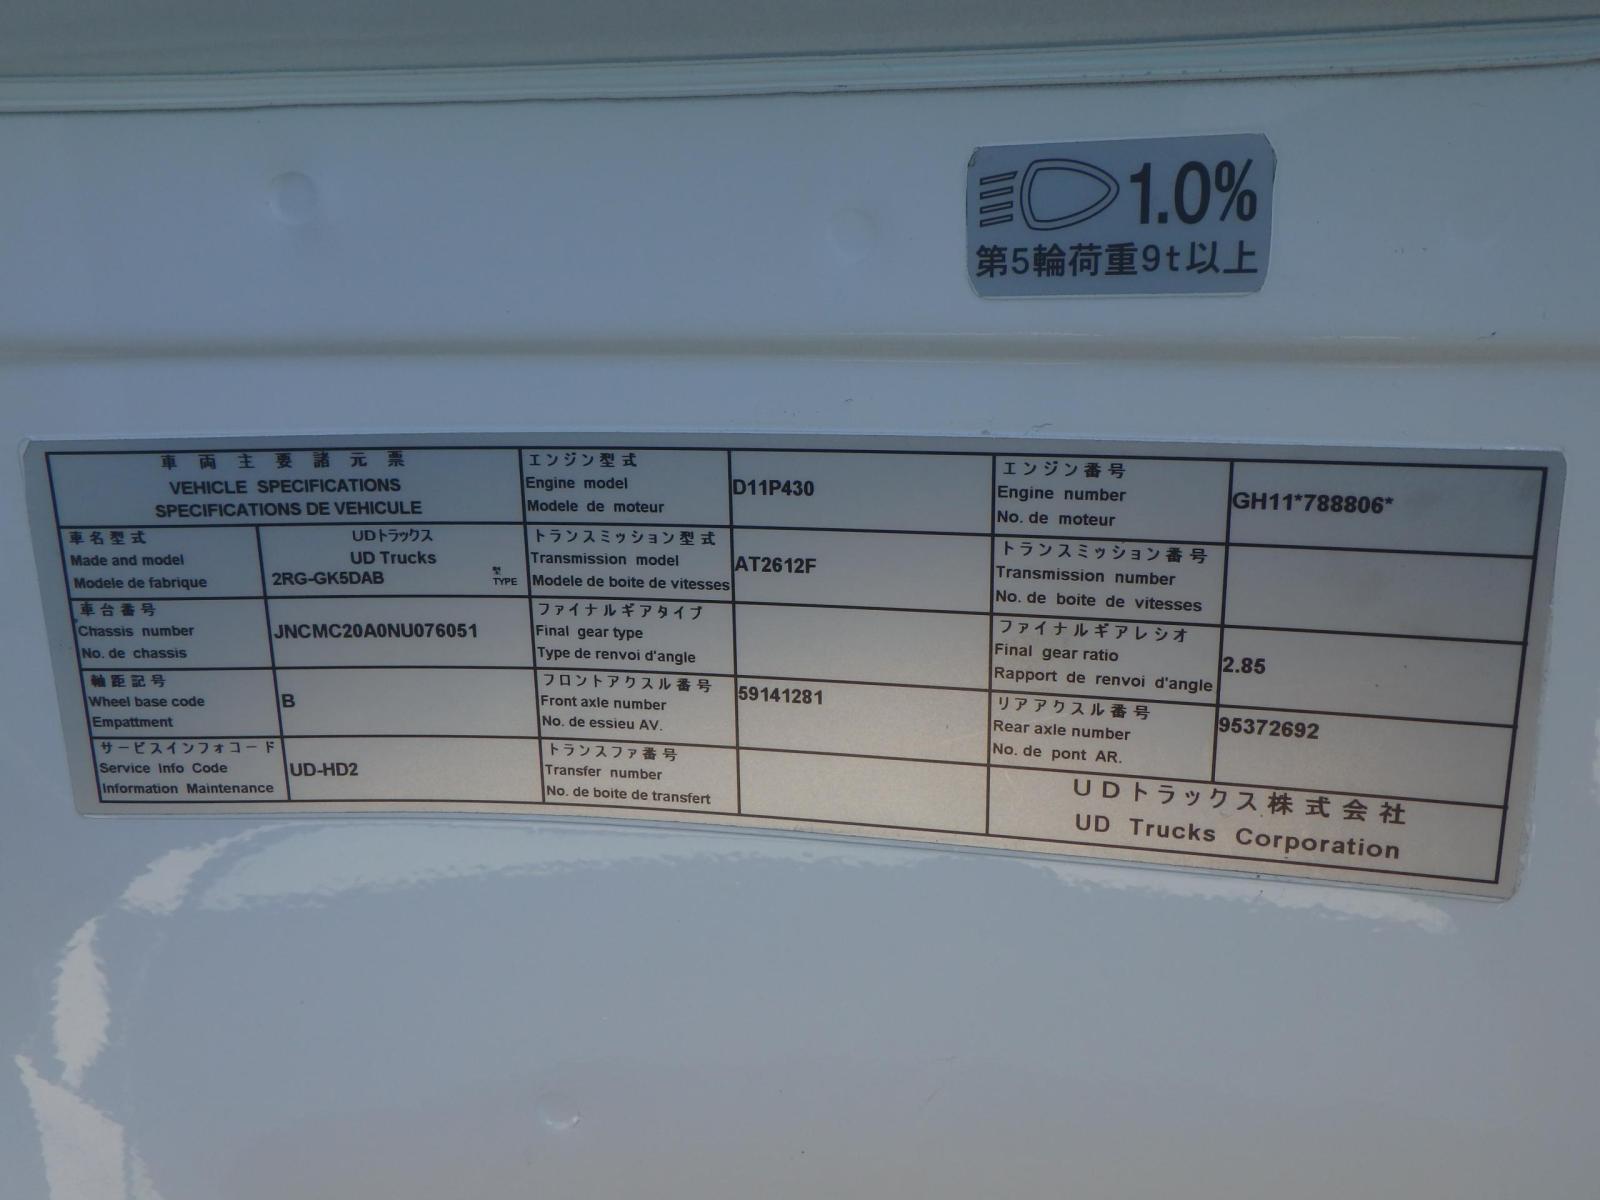 1.0%
第5輪荷重9t以上
車両主要諸元票
VEHICLE SPECIFICATIONS
SPECIFICATIONS DE VEHICULE
エンジン型式
Engine model
Modele de moteur
D11P430
エンジン番号
Engine number
No. de moteur
GH11*788806*
車名型式
Made and model
Modele de fabrique
UDトラックス
UD Trucks
2RG-GK5DAB
型
TYPE
トランスミッション型式
Transmission model
Modele de boite de vitesses
AT2612F
トランスミッション番号
Transmission number
No. de boite de vitesses
車台番号
Chassis number
No. de chassis
JNCMC20A0NU076051
ファイナルギアタイプ
Final gear type
Type de renvoi d'angle
ファイナルギアレシオ
Final gear ratio
Rapport de renvoi d'angle
2.85
軸距記号
Wheel base code
Empattment
B
フロントアクスル番号
Front axle number
No. de essieu AV.
59141281
リアアクスル番号
Rear axle number
No. de pont AR.
95372692
サービスインフォコード
Service Info Code
Information Maintenance
UD-HD2
トランスファ番号
Transfer number
No. de boite de transfert
UDトラックス株式会社
UD Trucks Corporation